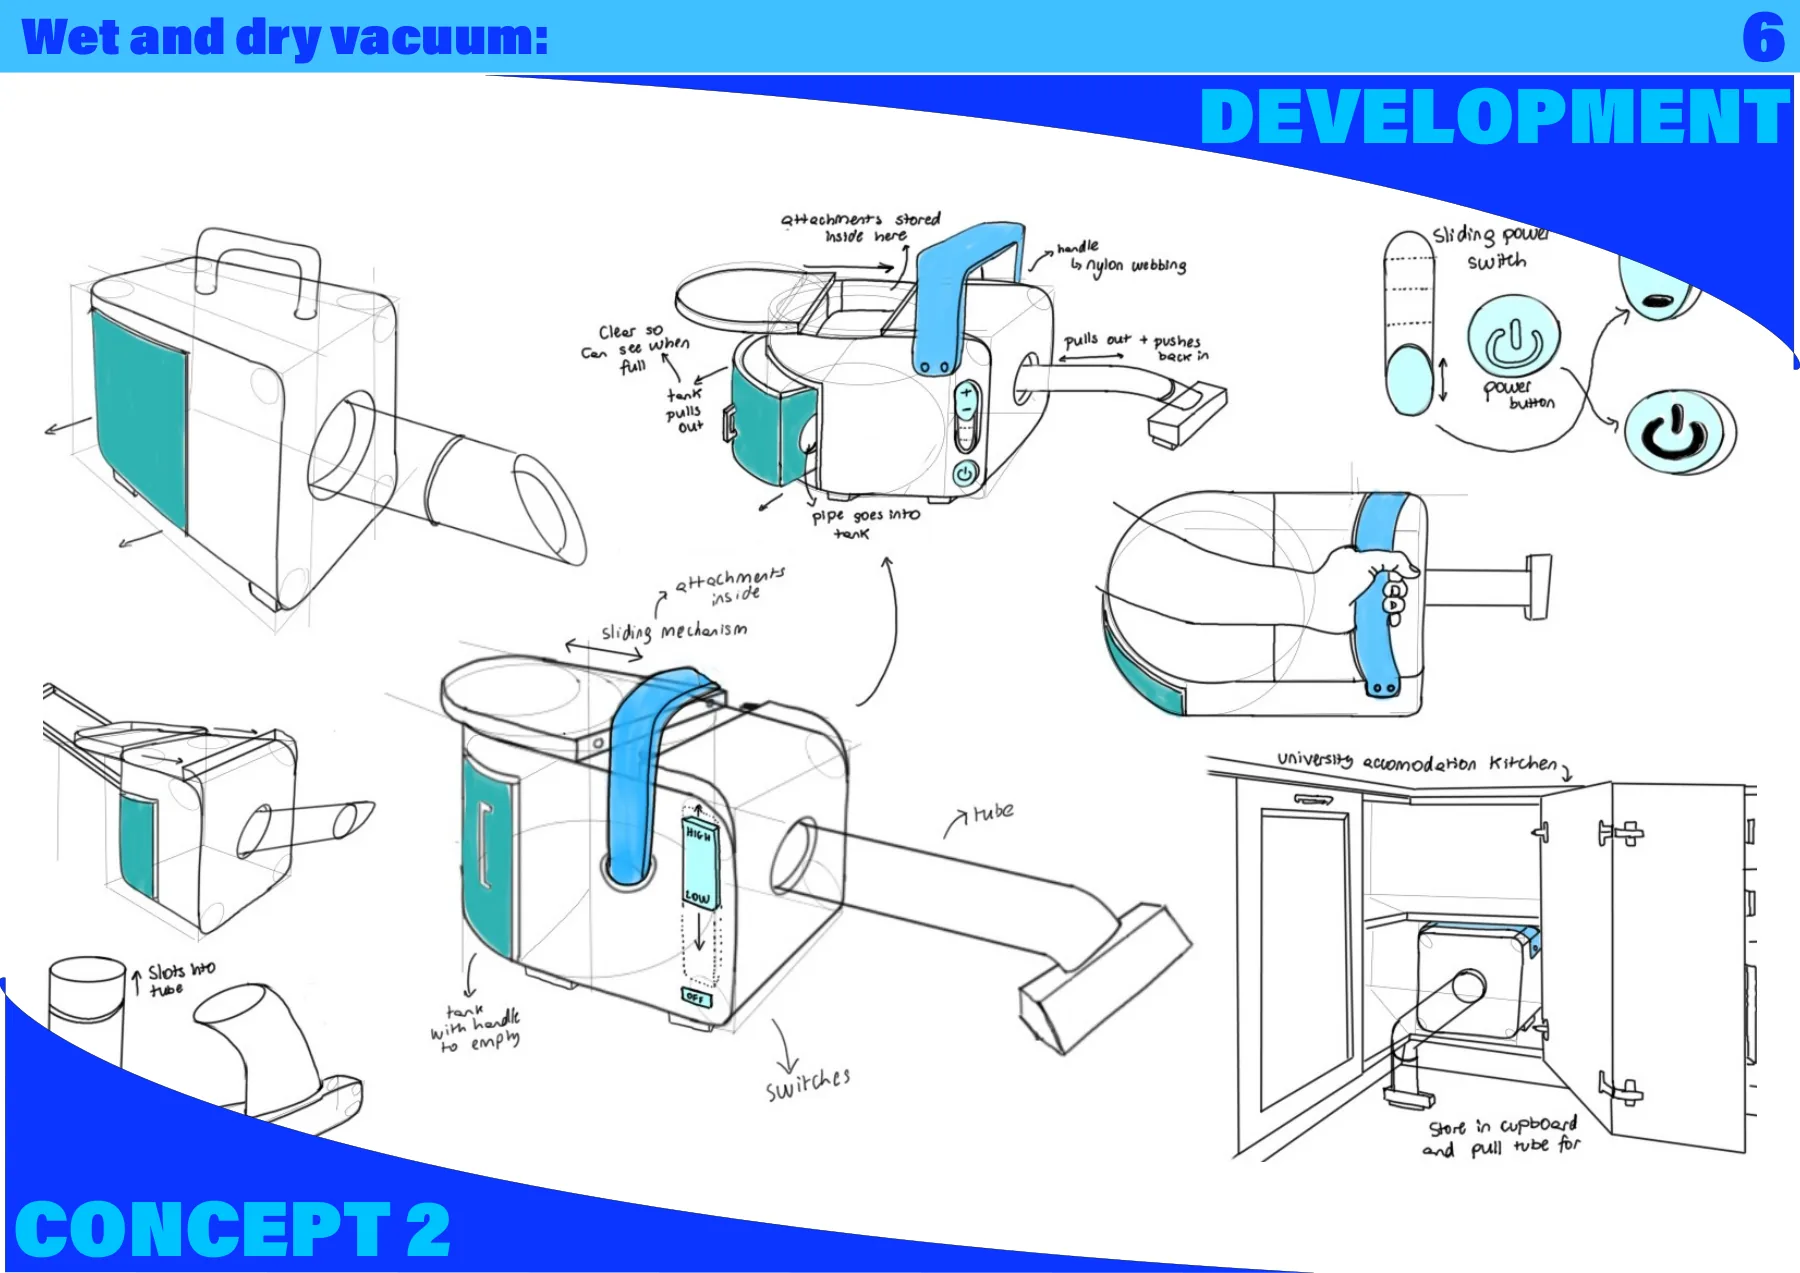 Wet and dry vacuum:
6
DEVELOPMENT
attachments stored
inside here
handle
↳ nylon webbing
Clear so
can see when
full
tank
pulls
out
pulls out + pushes
back in
+
-
pipe goes into
tank
sliding power
switch
power
button
attachments
inside
sliding mechanism
HIGH
LOW
OFF
tube
tank
with handle
to empty
switches
Slots into
tube
university accomodation kitchen
Store in cupboard
and pull tube for
CONCEPT 2